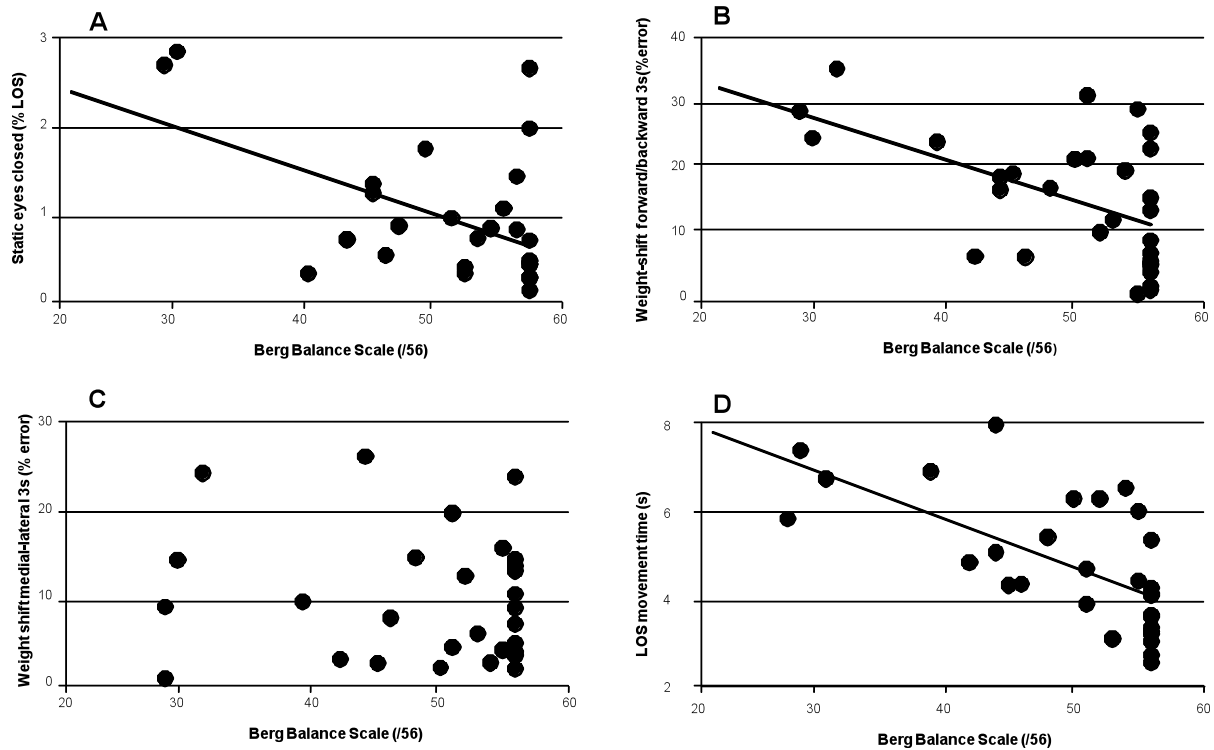 A
3
2
1
0
20 30 40 50 60
Static eyes closed (% LOS)
Berg Balance Scale (/56)
B
40
30
20
10
0
20 30 40 50 60
Weight-shift forward/backward 3s(%error)
Berg Balance Scale (/56)
C
30
20
10
0
20 30 40 50 60
Weight shift medial-lateral 3s (% error)
Berg Balance Scale (/56)
D
8
6
4
2
20 30 40 50 60
LOS movement time (s)
Berg Balance Scale (/56)